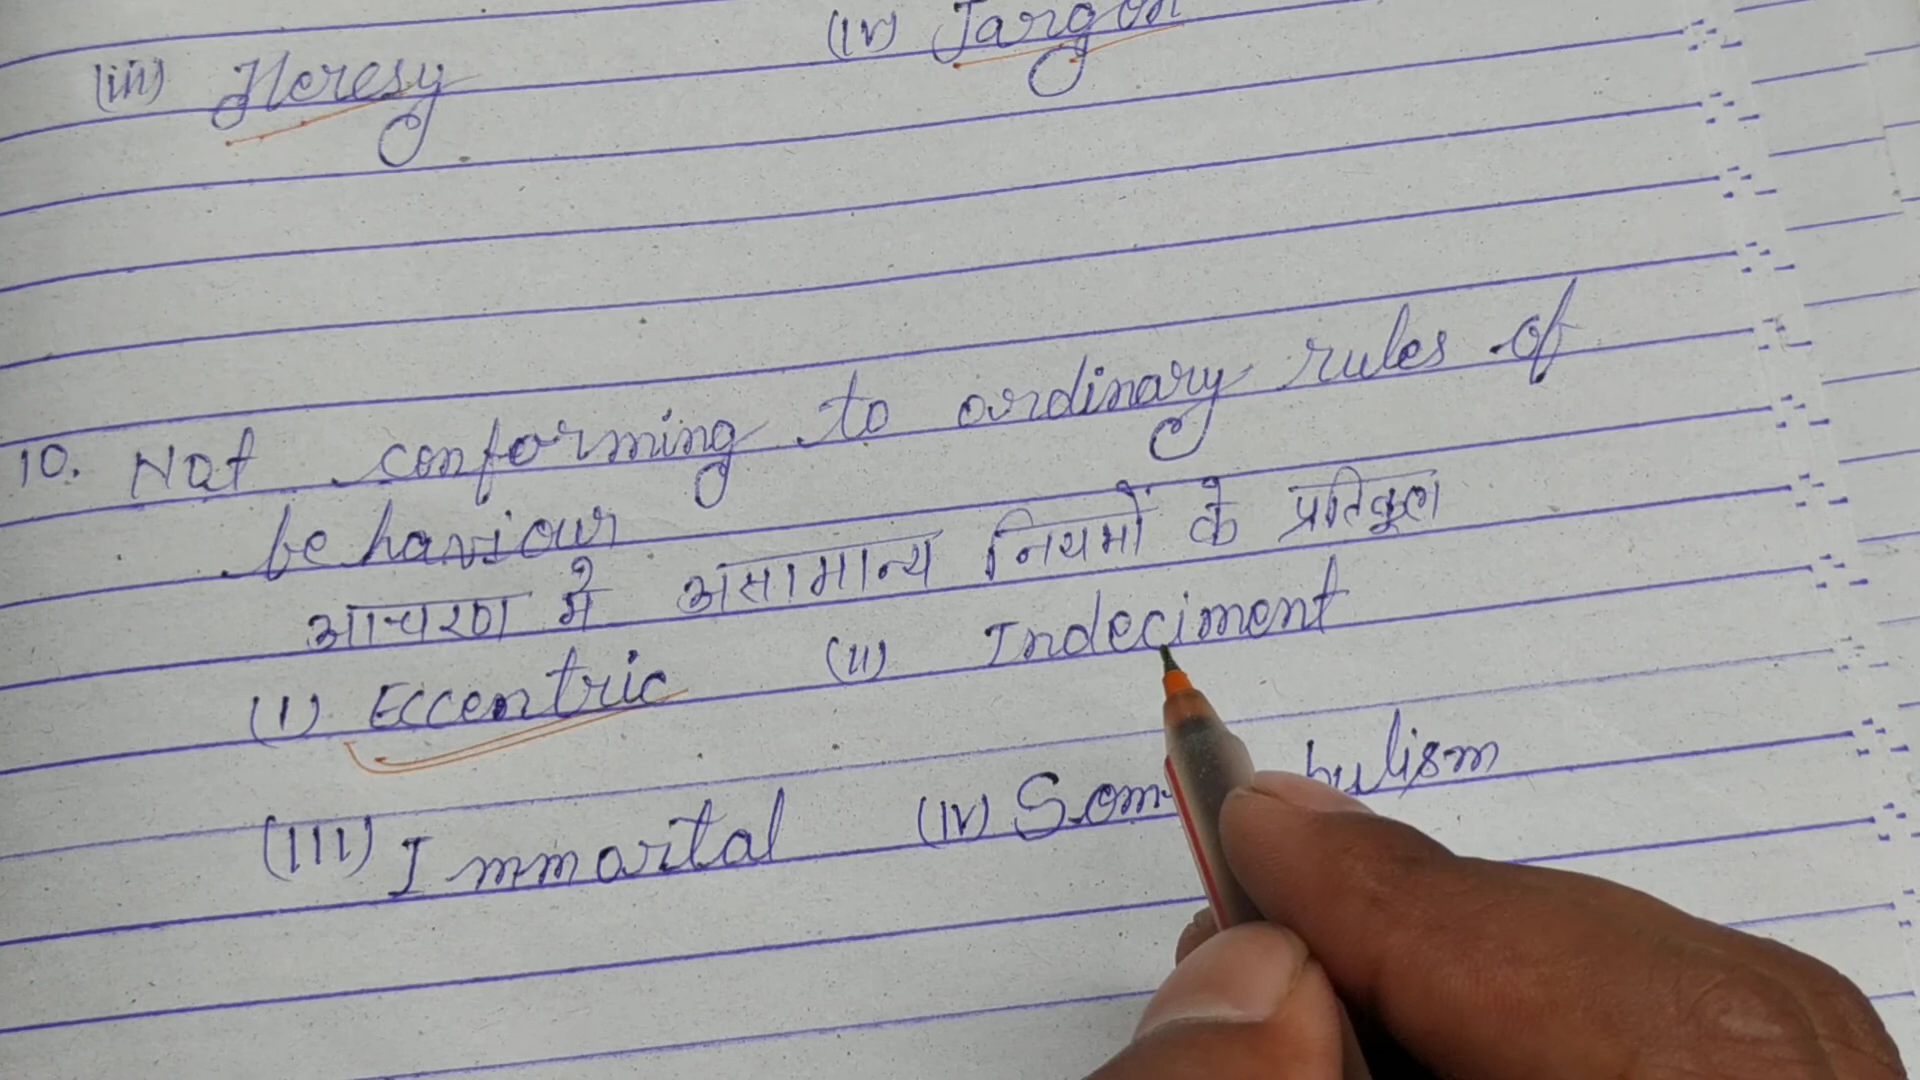 (iii) Heresy (iv) Jargon
10. Not conforming to ordinary rules of
behaviour
आचरण में असामान्य नियमों के प्रतिकूल
(I) Eccentric (II) Indeciment
(III) Immortal (IV)